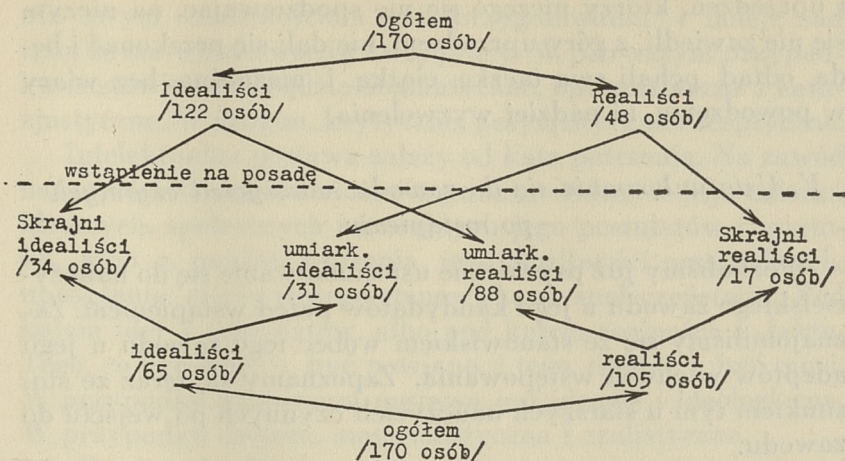 Ogółem
/170 osób/
Idealiści
/122 osób/
Realiści
/48 osób/
wstąpienie na posadę
Skrajni
idealiści
/34 osób/
umiark.
idealiści
/31 osób/
umiark.
realiści
/88 osób/
Skrajni
realiści
/17 osób/
idealiści
/65 osób/
realiści
/105 osób/
ogółem
/170 osób/